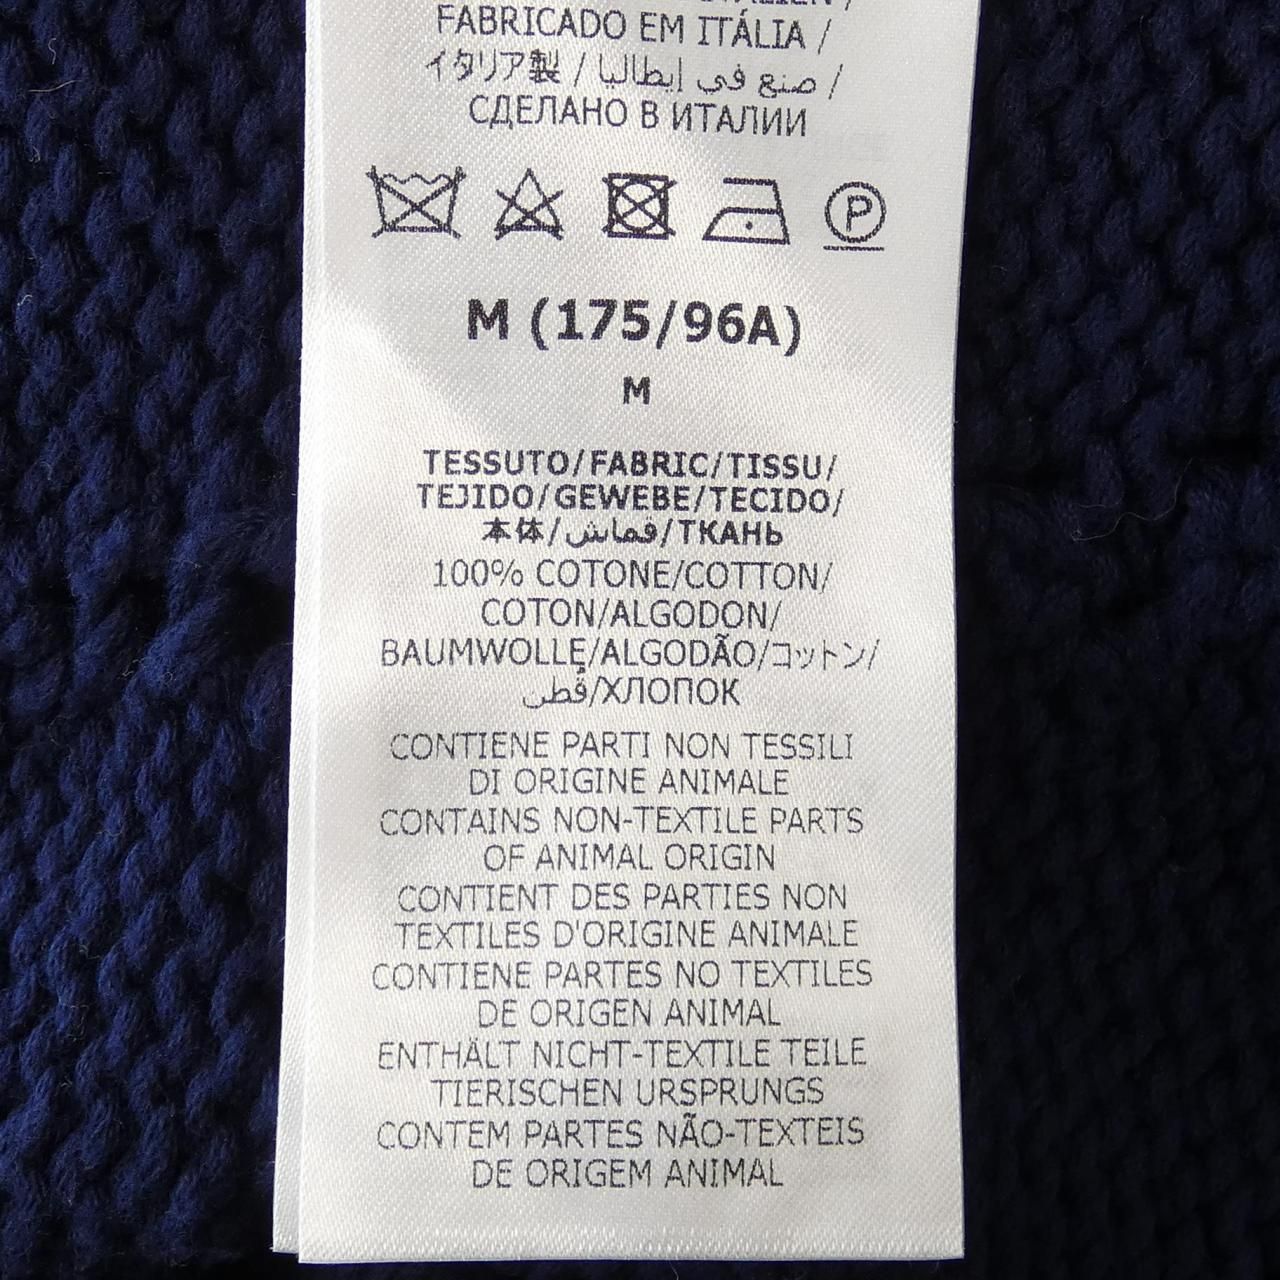 FABRICADO EM ITÁLIA /
イタリア製 / صنع في إيطاليا /
СДЕЛАНО В ИТАЛИИ
P
M (175/96A)
M
TESSUTO/FABRIC/TISSU/
TEJIDO/GEWEBE/TECIDO/
本体/قماش/ТКАНЬ
100% COTONE/COTTON/
COTON/ALGODON/
BAUMWOLLE/ALGODÃO/コットン/
قُطن/ХЛОПОК
CONTIENE PARTI NON TESSILI
DI ORIGINE ANIMALE
CONTAINS NON-TEXTILE PARTS
OF ANIMAL ORIGIN
CONTIENT DES PARTIES NON
TEXTILES D'ORIGINE ANIMALE
CONTIENE PARTES NO TEXTILES
DE ORIGEN ANIMAL
ENTHÄLT NICHT-TEXTILE TEILE
TIERISCHEN URSPRUNGS
CONTEM PARTES NÃO-TEXTEIS
DE ORIGEM ANIMAL